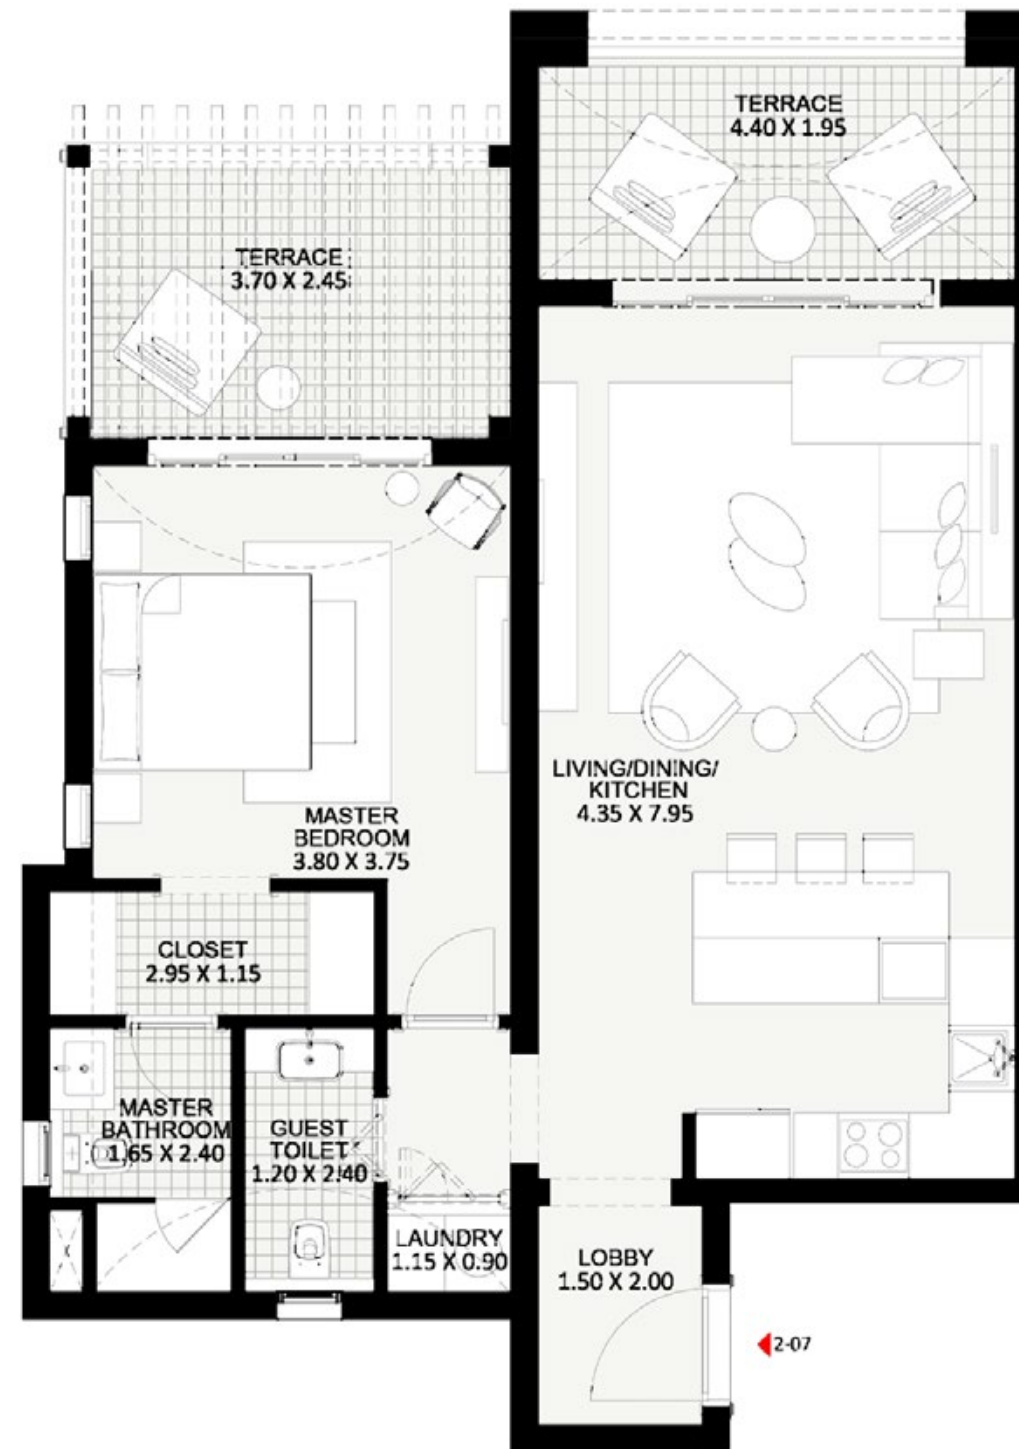 TERRACE
4.40 X 1.95
TERRACE
3.70 X 2.45
LIVING/DINING/
KITCHEN
4.35 X 7.95
MASTER
BEDROOM
3.80 X 3.75
CLOSET
2.95 X 1.15
MASTER
BATHROOM
1.65 X 2.40
GUEST
TOILET
1.20 X 2.40
LAUNDRY
1.15 X 0.90
LOBBY
1.50 X 2.00
2-07